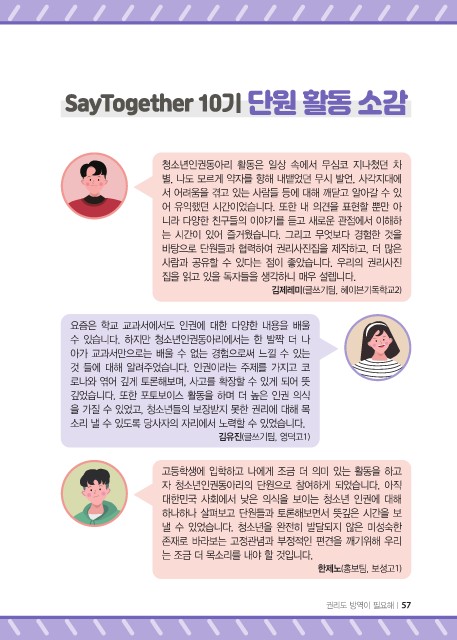 SayTogether 10기 단원 활동 소감
청소년인권동아리 활동은 일상 속에서 무심코 지나쳤던 차
별, 나도 모르게 약자를 향해 내뱉었던 무시 발언, 사각지대에
서 어려움을 겪고 있는 사람들 등에 대해 깨닫고 알아갈 수 있
어 유익했던 시간이었습니다. 또한 내 의견을 표현할 뿐만 아
니라 다양한 친구들의 이야기를 듣고 새로운 관점에서 이해하
는 시간이 있어 즐거웠습니다. 그리고 무엇보다 경험한 것을
바탕으로 단원들과 협력하여 권리사진집을 제작하고, 더 많은
사람과 공유할 수 있다는 점이 좋았습니다. 우리의 권리사진
집을 읽고 있을 독자들을 생각하니 매우 설렙니다.
김제레미(글쓰기팀, 헤이븐기독학교2)
요즘은 학교 교과서에서도 인권에 대한 다양한 내용을 배울
수 있습니다. 하지만 청소년인권동아리에서는 한 발짝 더 나
아가 교과서만으로는 배울 수 없는 경험으로써 느낄 수 있는
것 들에 대해 알려주었습니다. 인권이라는 주제를 가지고 코
로나와 엮어 깊게 토론해보며, 사고를 확장할 수 있게 되어 뜻
깊었습니다. 또한 포토보이스 활동을 하며 더 높은 인권 의식
을 가질 수 있었고, 청소년들의 보장받지 못한 권리에 대해 목
소리 낼 수 있도록 당사자의 자리에서 노력할 수 있었습니다.
김유진(글쓰기팀, 영덕고1)
고등학생에 입학하고 나에게 조금 더 의미 있는 활동을 하고
자 청소년인권동아리의 단원으로 참여하게 되었습니다. 아직
대한민국 사회에서 낮은 의식을 보이는 청소년 인권에 대해
하나하나 살펴보고 단원들과 토론해보면서 뜻깊은 시간을 보
낼 수 있었습니다. 청소년을 완전히 발달되지 않은 미성숙한
존재로 바라보는 고정관념과 부정적인 편견을 깨기위해 우리
는 조금 더 목소리를 내야 할 것입니다.
한제노(홍보팀, 보성고1)
권리도 방역이 필요해 | 57